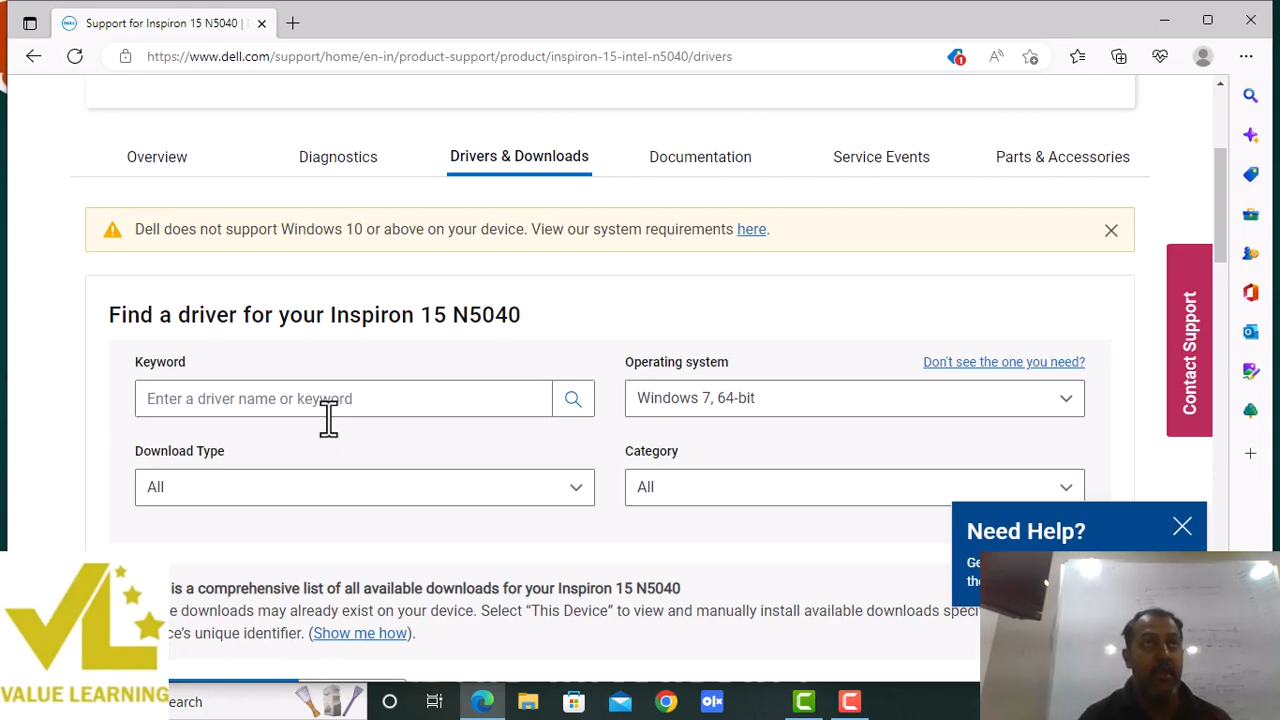 Support for Inspiron 15 N5040 |
https://www.dell.com/support/home/en-in/product-support/product/inspiron-15-intel-n5040/drivers
1
Overview
Diagnostics
Drivers & Downloads
Documentation
Service Events
Parts & Accessories
Dell does not support Windows 10 or above on your device. View our system requirements here.
Find a driver for your Inspiron 15 N5040
Keyword
Operating system
Don't see the one you need?
Enter a driver name or keyword
Windows 7, 64-bit
Download Type
Category
All
All
Contact Support
Need Help?
Ge
the
is a comprehensive list of all available downloads for your Inspiron 15 N5040
e downloads may already exist on your device. Select “This Device” to view and manually install available downloads speci
ce's unique identifier. (Show me how).
VL
VALUE LEARNING
earch
olx